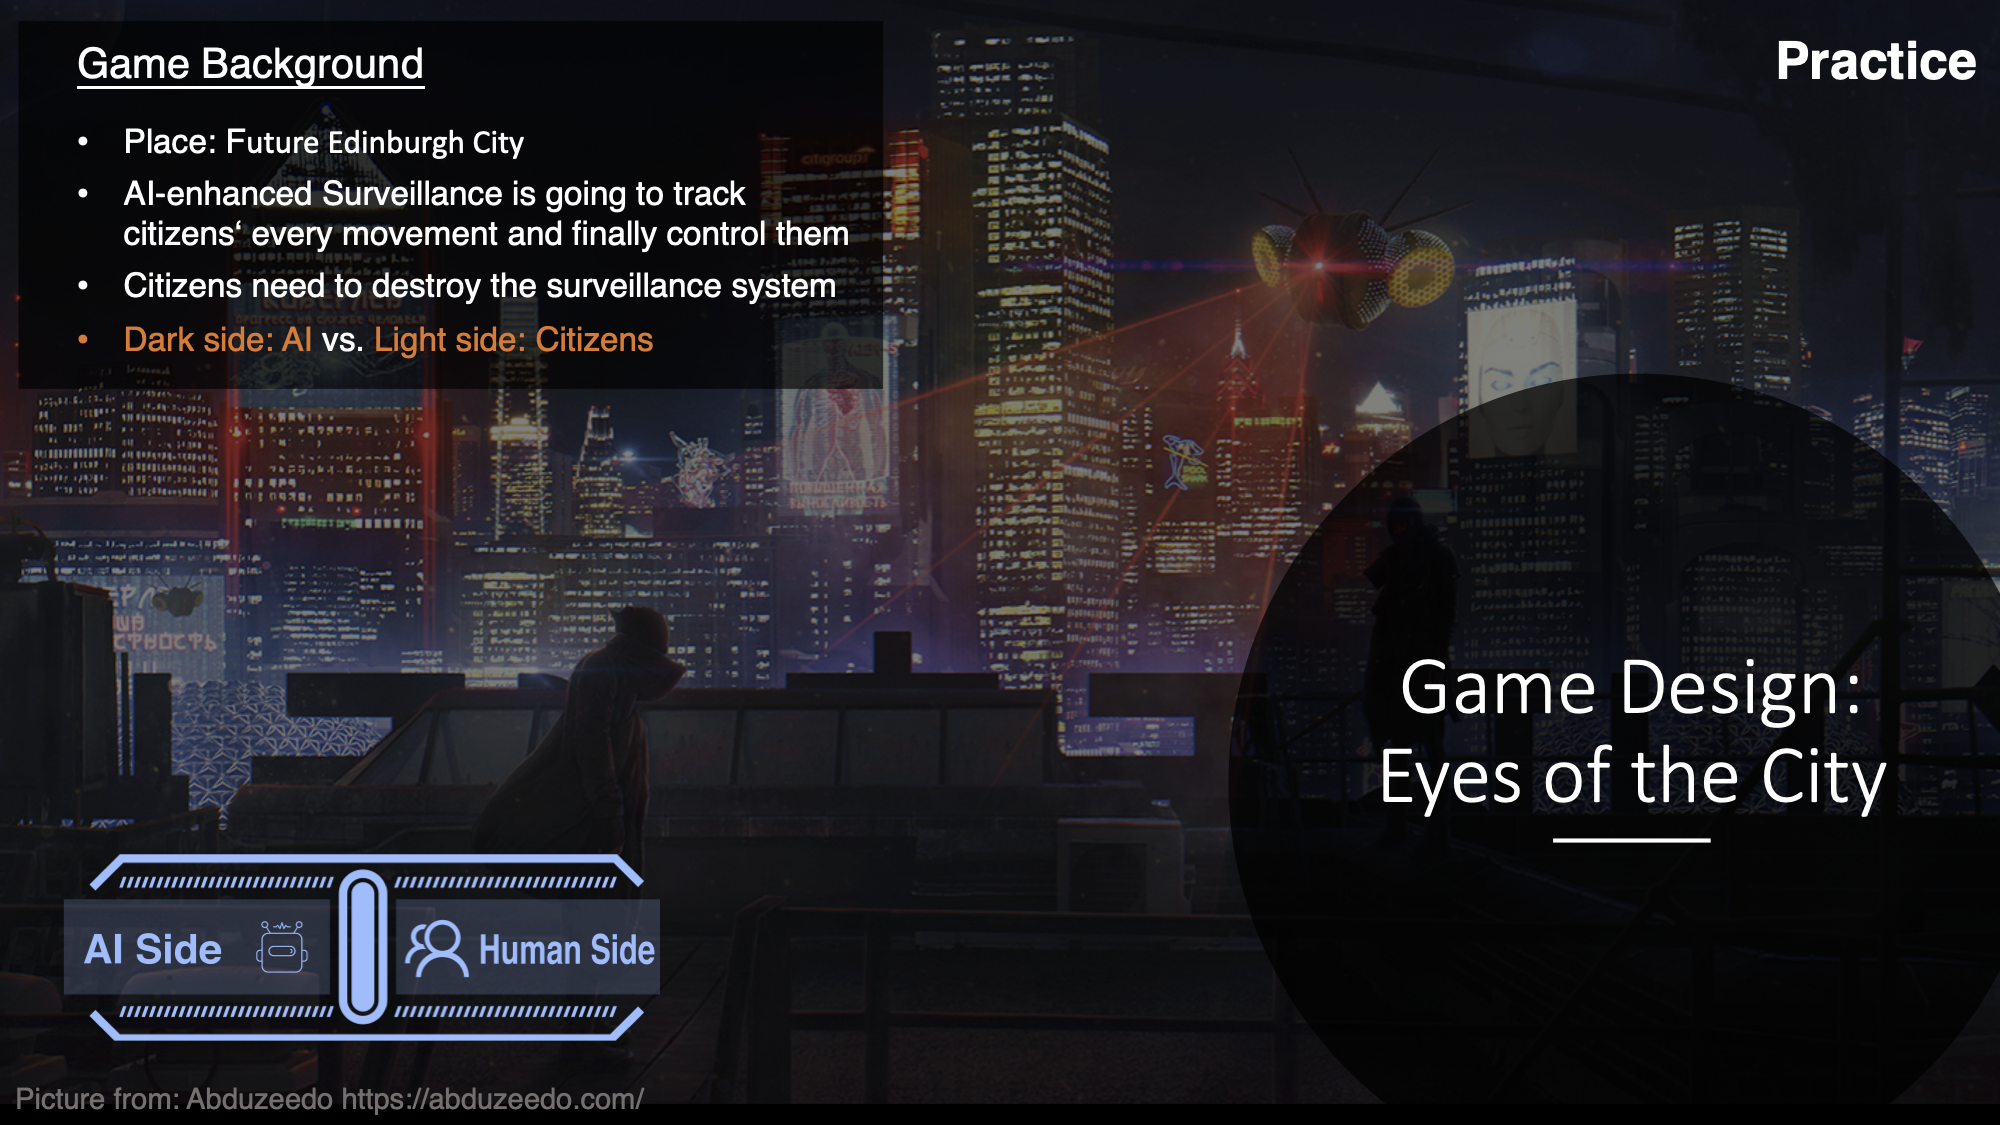 Game Background
Practice
• Place: Future Edinburgh City
• AI-enhanced Surveillance is going to track
citizens‘ every movement and finally control them
• Citizens need to destroy the surveillance system
• Dark side: AI vs. Light side: Citizens
citigroup
Game Design:
Eyes of the City
AI Side
Human Side
Picture from: Abduzeedo https://abduzeedo.com/